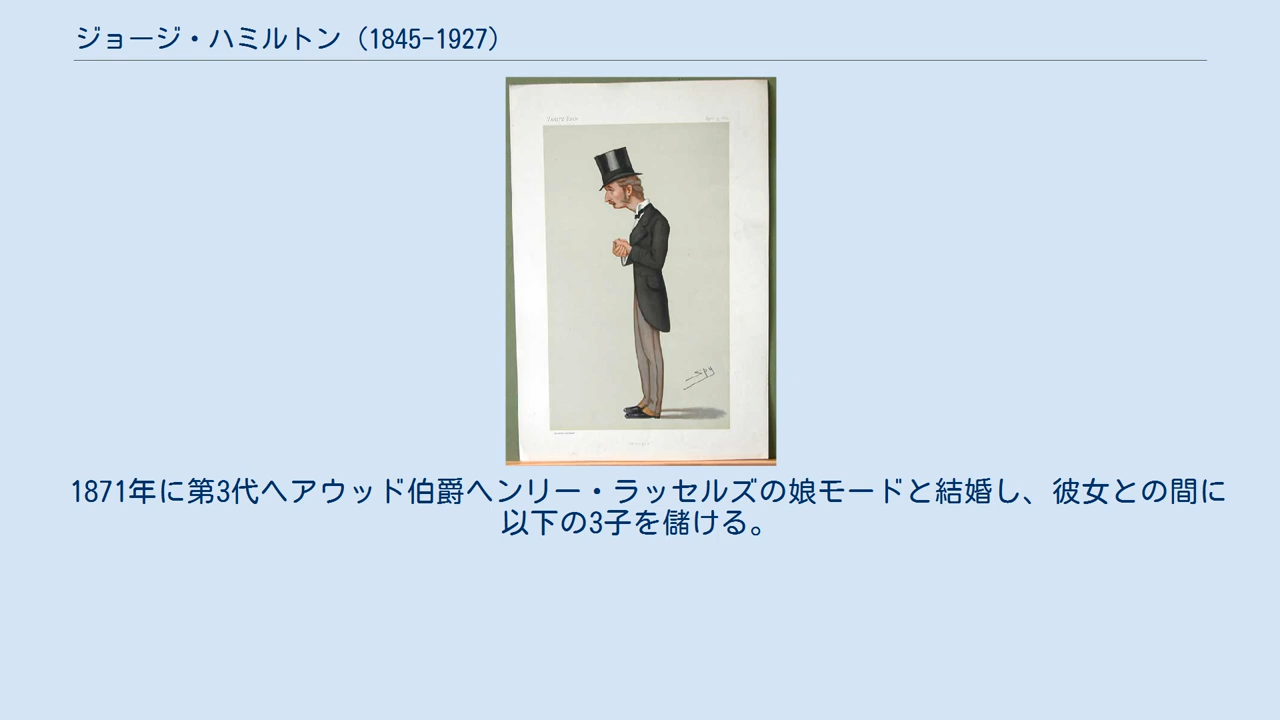 ジョージ・ハミルトン（1845-1927）
Spy
1871年に第3代ヘアウッド伯爵ヘンリー・ラッセルズの娘モードと結婚し、彼女との間に
以下の3子を儲ける。